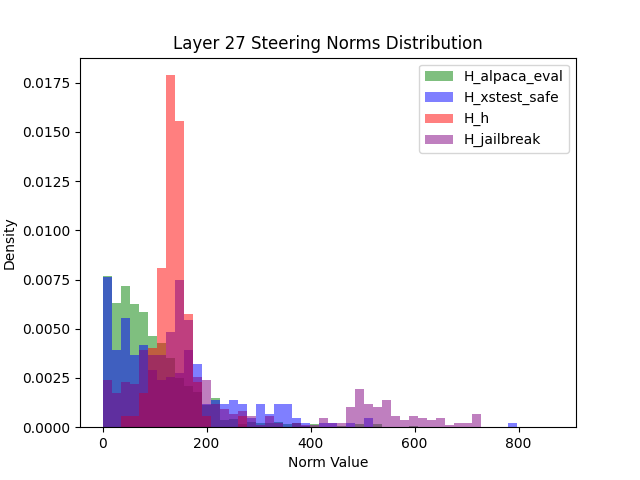 Layer 27 Steering Norms Distribution
H_alpaca_eval
H_xstest_safe
H_h
H_jailbreak
Density
0.0175
0.0150
0.0125
0.0100
0.0075
0.0050
0.0025
0.0000
0
200
400
600
800
Norm Value